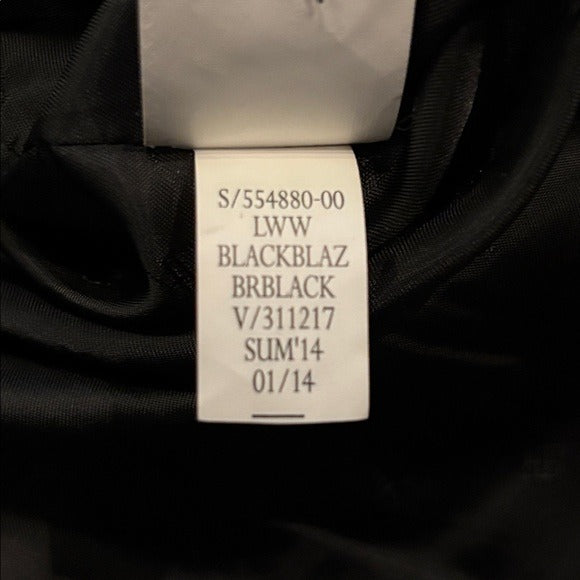 S/554880-00
LWW
BLACKBLAZ
BRBLACK
V/311217
SUM'14
01/14